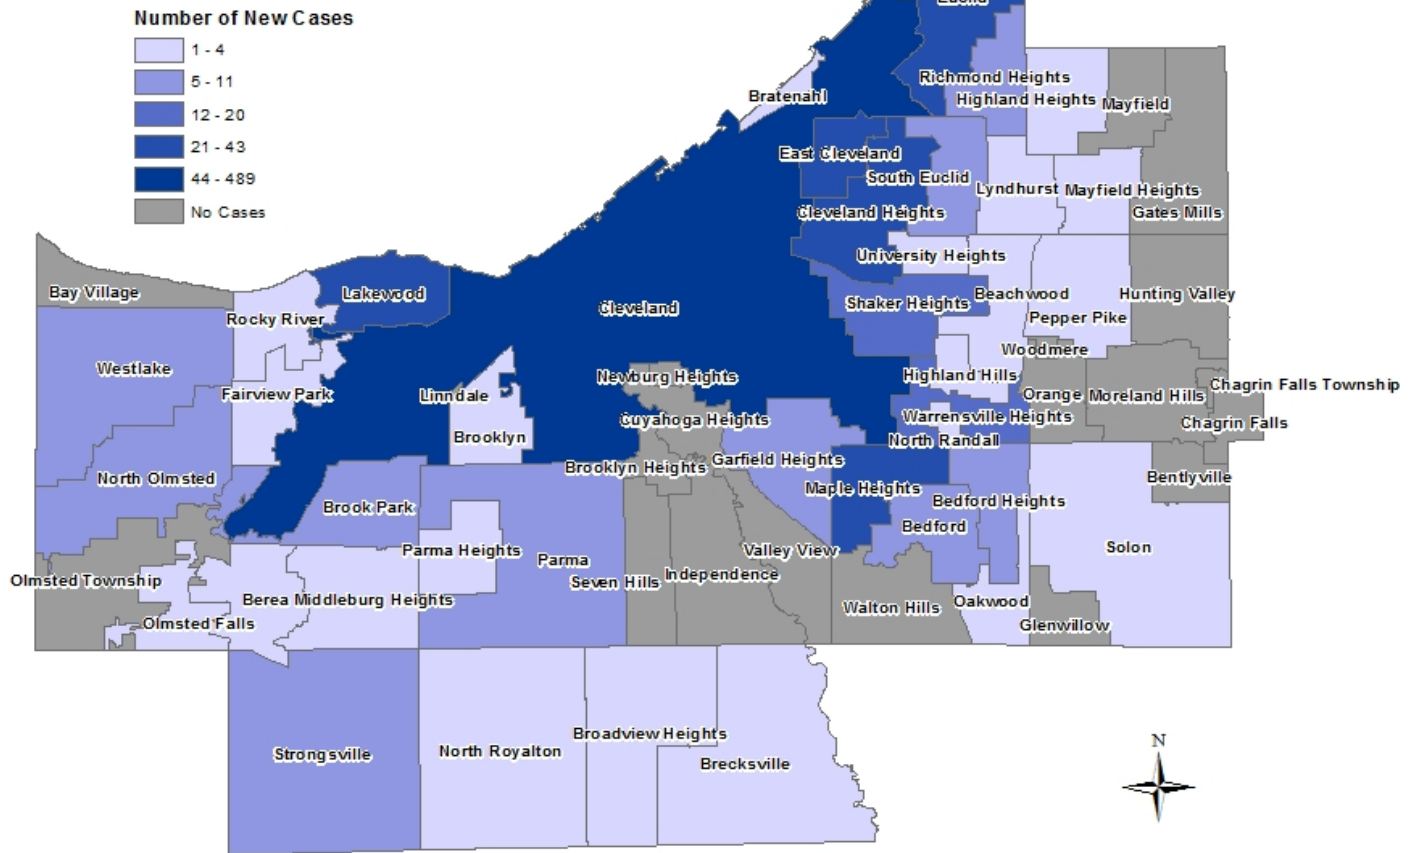 Number of New Cases
1 - 4
5 - 11
12 - 20
21 - 43
44 - 489
No Cases
Euclid
Richmond Heights
Highland Heights
Mayfield
Bratenahl
East Cleveland
South Euclid
Lyndhurst
Mayfield Heights
Gates Mills
Cleveland Heights
University Heights
Bay Village
Lakewood
Rocky River
Cleveland
Shaker Heights
Beachwood
Hunting Valley
Pepper Pike
Woodmere
Westlake
Fairview Park
Linndale
Newburg Heights
Highland Hills
Orange
Moreland Hills
Chagrin Falls Township
Chagrin Falls
Cuyahoga Heights
Warrensville Heights
Brooklyn
North Randall
Brooklyn Heights
Garfield Heights
North Olmsted
Maple Heights
Bentlyville
Brook Park
Bedford Heights
Bedford
Parma Heights
Parma
Valley View
Solon
Olmsted Township
Seven Hills
Independence
Berea
Middleburg Heights
Walton Hills
Oakwood
Olmsted Falls
Glenwillow
Strongsville
North Royalton
Broadview Heights
Brecksville
N